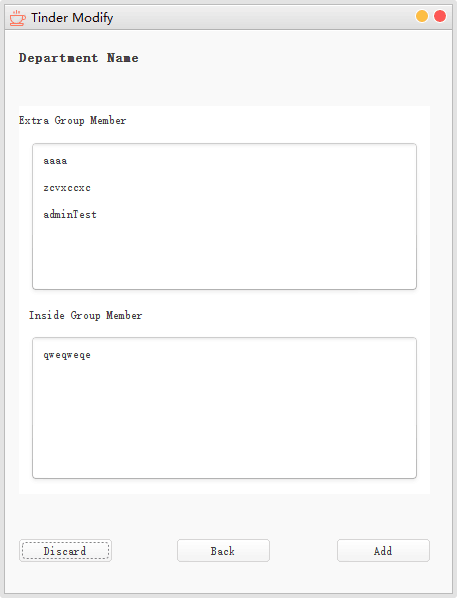 Tinder Modify
Department Name
Extra Group Member
aaaa
zcvxccxc
adminTest
Inside Group Member
qweqweqe
Discard
Back
Add